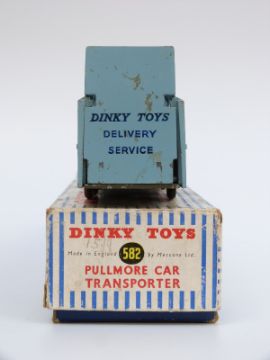 DINKY TOYS
DELIVERY
SERVICE
DINKY TOYS
Made in England 582 by Meccano Ltd.
PULLMORE CAR
TRANSPORTER